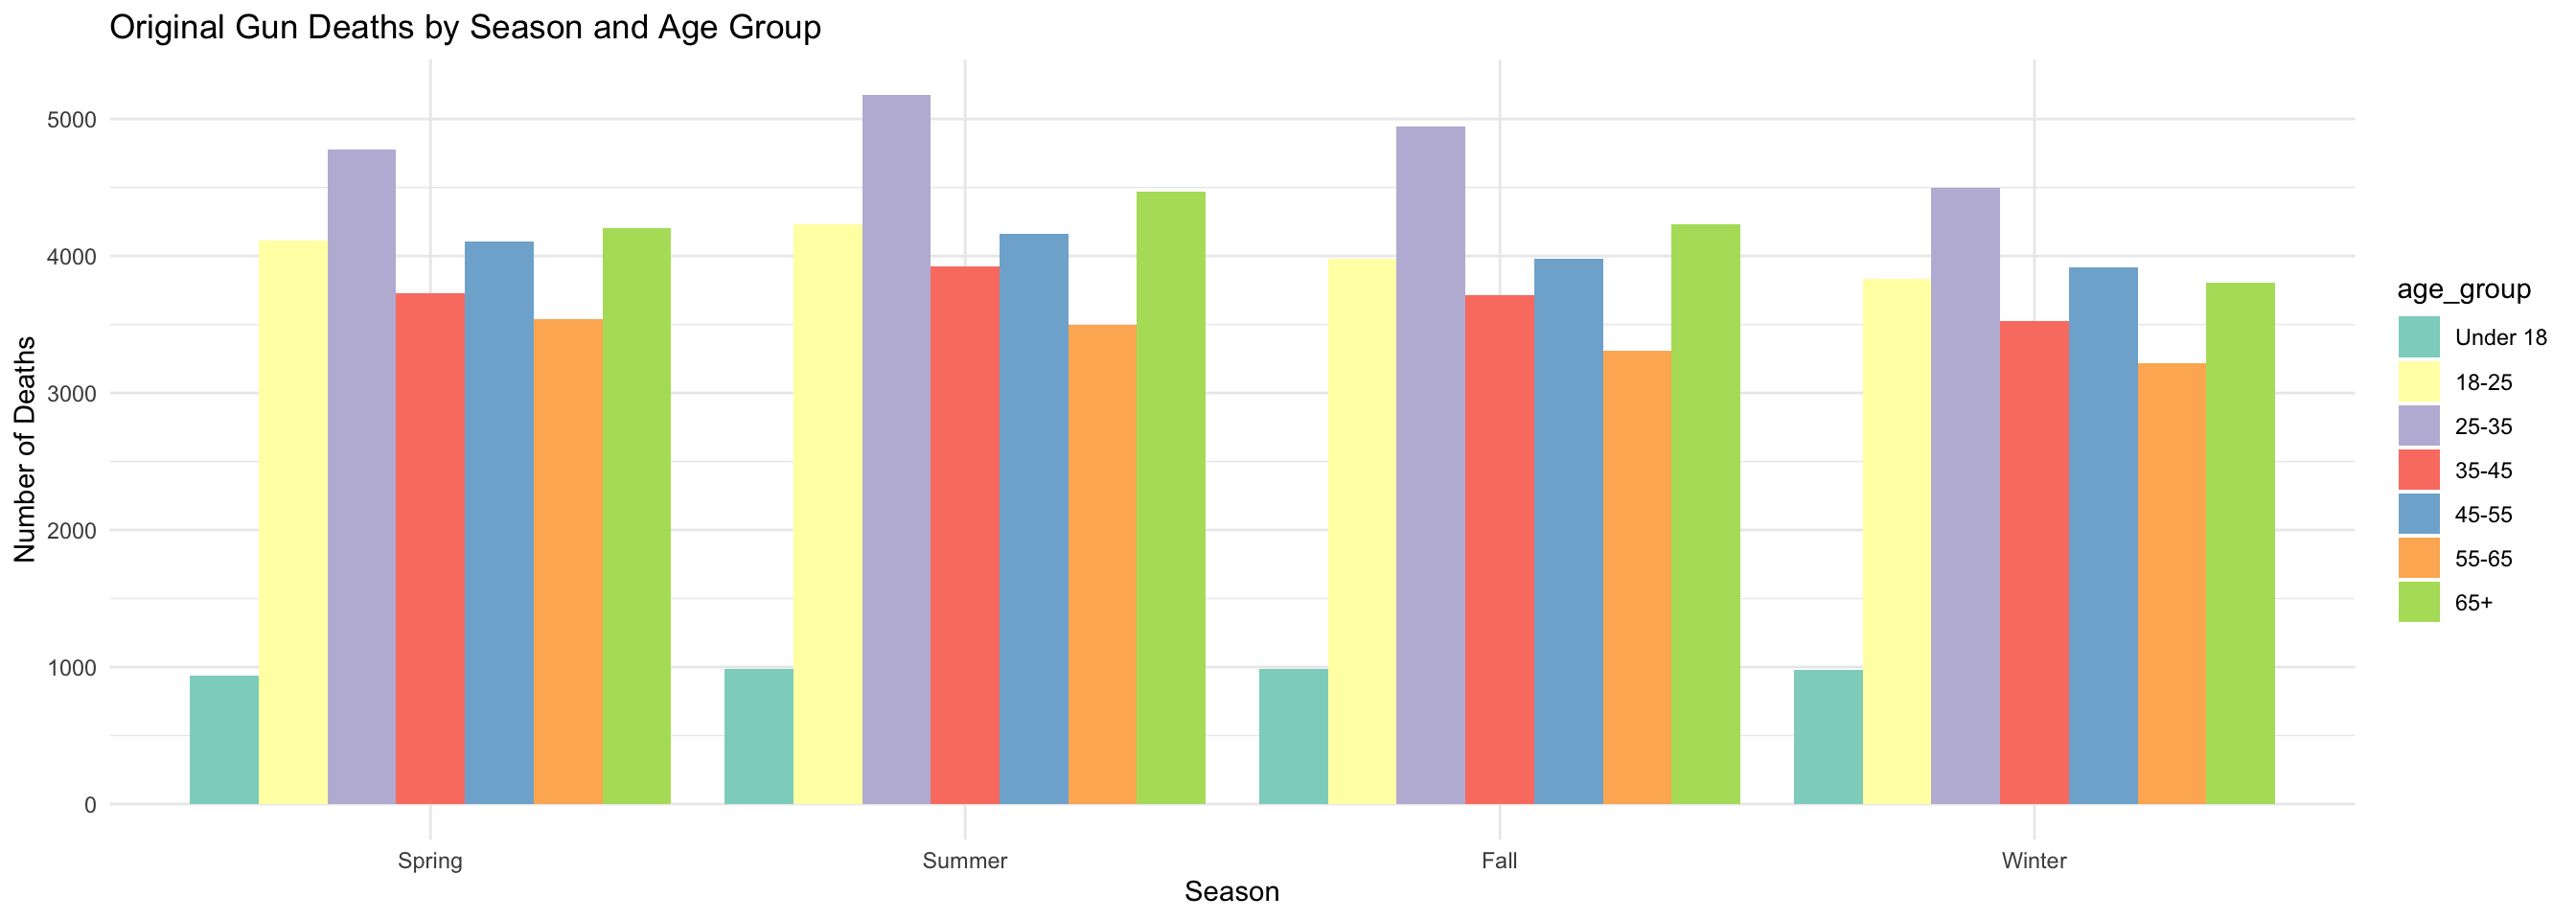 Original Gun Deaths by Season and Age Group
Number of Deaths
5000
4000
3000
2000
1000
0
Spring
Summer
Fall
Winter
Season
age_group
Under 18
18-25
25-35
35-45
45-55
55-65
65+